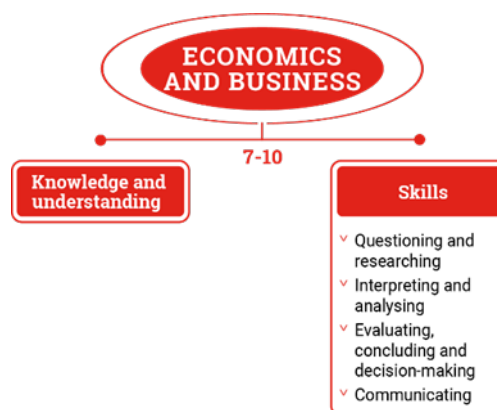 ECONOMICS
AND BUSINESS
7-10
Knowledge and
understanding
Skills
Questioning and
researching
Interpreting and
analysing
Evaluating,
concluding and
decision-making
Communicating